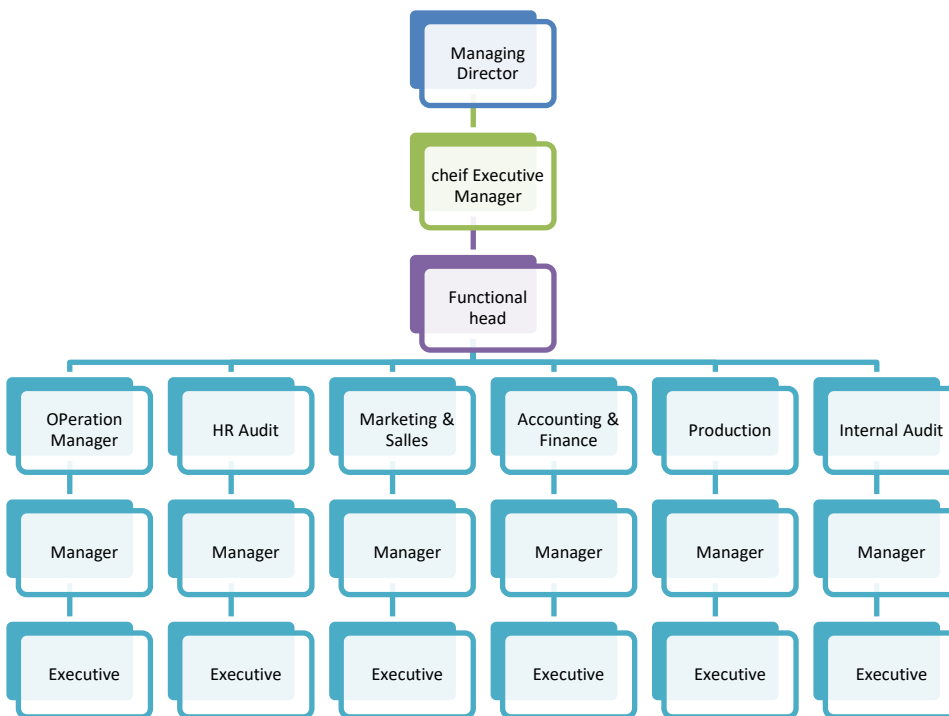 Managing
Director
cheif Executive
Manager
Functional
head
OPeration
Manager
HR Audit
Marketing &
Salles
Accounting &
Finance
Production
Internal Audit
Manager
Manager
Manager
Manager
Manager
Manager
Executive
Executive
Executive
Executive
Executive
Executive